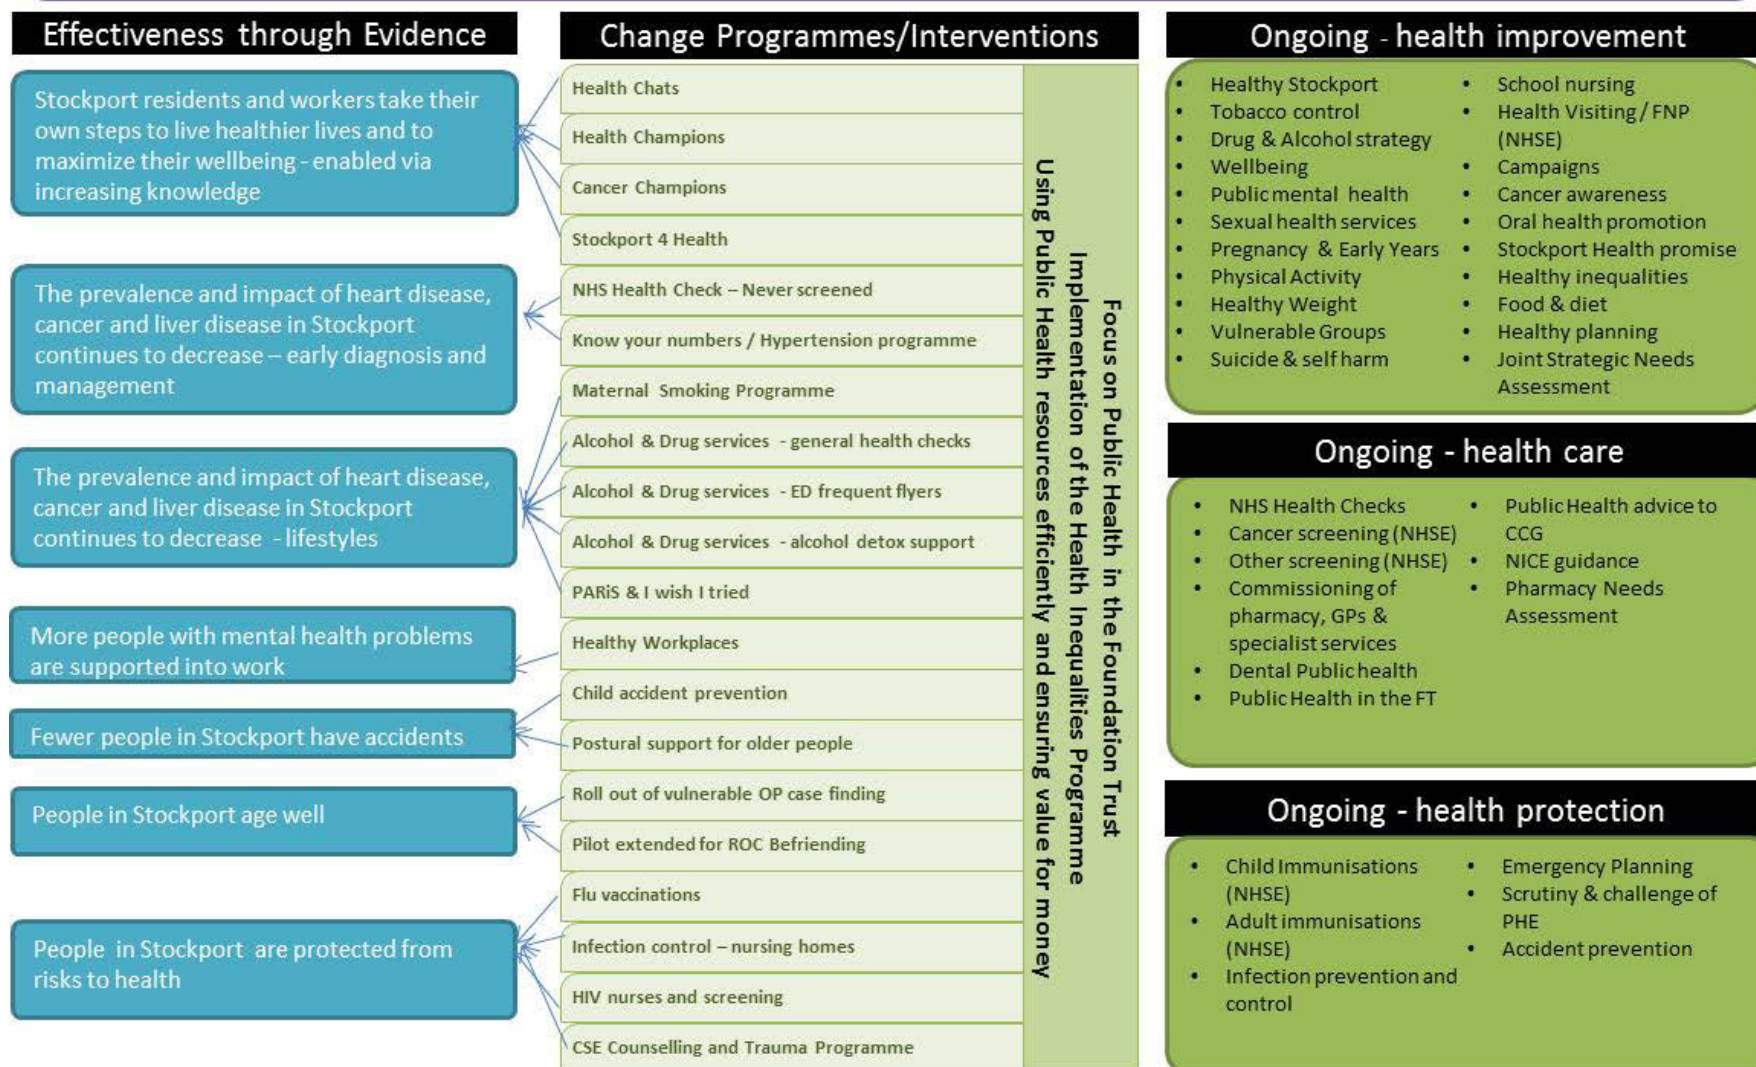 Effectiveness through Evidence
Stockport residents and workers take their
own steps to live healthier lives and to
maximize their wellbeing - enabled via
increasing knowledge
The prevalence and impact of heart disease,
cancer and liver disease in Stockport
continues to decrease – early diagnosis and
management
The prevalence and impact of heart disease,
cancer and liver disease in Stockport
continues to decrease - lifestyles
More people with mental health problems
are supported into work
Fewer people in Stockport have accidents
People in Stockport age well
People in Stockport are protected from
risks to health
Change Programmes/Interventions
Health Chats
Health Champions
Cancer Champions
Stockport 4 Health
NHS Health Check – Never screened
Know your numbers / Hypertension programme
Maternal Smoking Programme
Alcohol & Drug services - general health checks
Alcohol & Drug services - ED frequent flyers
Alcohol & Drug services - alcohol detox support
PARiS & I wish I tried
Healthy Workplaces
Child accident prevention
Postural support for older people
Roll out of vulnerable OP case finding
Pilot extended for ROC Befriending
Flu vaccinations
Infection control – nursing homes
HIV nurses and screening
CSE Counselling and Trauma Programme
Focus on Public Health in the Foundation Trust
Implementation of the Health Inequalities Programme
Using Public Health resources efficiently and ensuring value for money
Ongoing - health improvement
• Healthy Stockport
• Tobacco control
• Drug & Alcohol strategy
• Wellbeing
• Public mental health
• Sexual health services
• Pregnancy & Early Years
• Physical Activity
• Healthy Weight
• Vulnerable Groups
• Suicide & self harm
• School nursing
• Health Visiting / FNP
(NHSE)
• Campaigns
• Cancer awareness
• Oral health promotion
• Stockport Health promise
• Healthy inequalities
• Food & diet
• Healthy planning
• Joint Strategic Needs
Assessment
Ongoing - health care
• NHS Health Checks
• Cancer screening (NHSE)
• Other screening (NHSE)
• Commissioning of
pharmacy, GPs &
specialist services
• Dental Public health
• Public Health in the FT
• Public Health advice to
CCG
• NICE guidance
• Pharmacy Needs
Assessment
Ongoing - health protection
• Child Immunisations
(NHSE)
• Adult immunisations
(NHSE)
• Infection prevention and
control
• Emergency Planning
• Scrutiny & challenge of
PHE
• Accident prevention